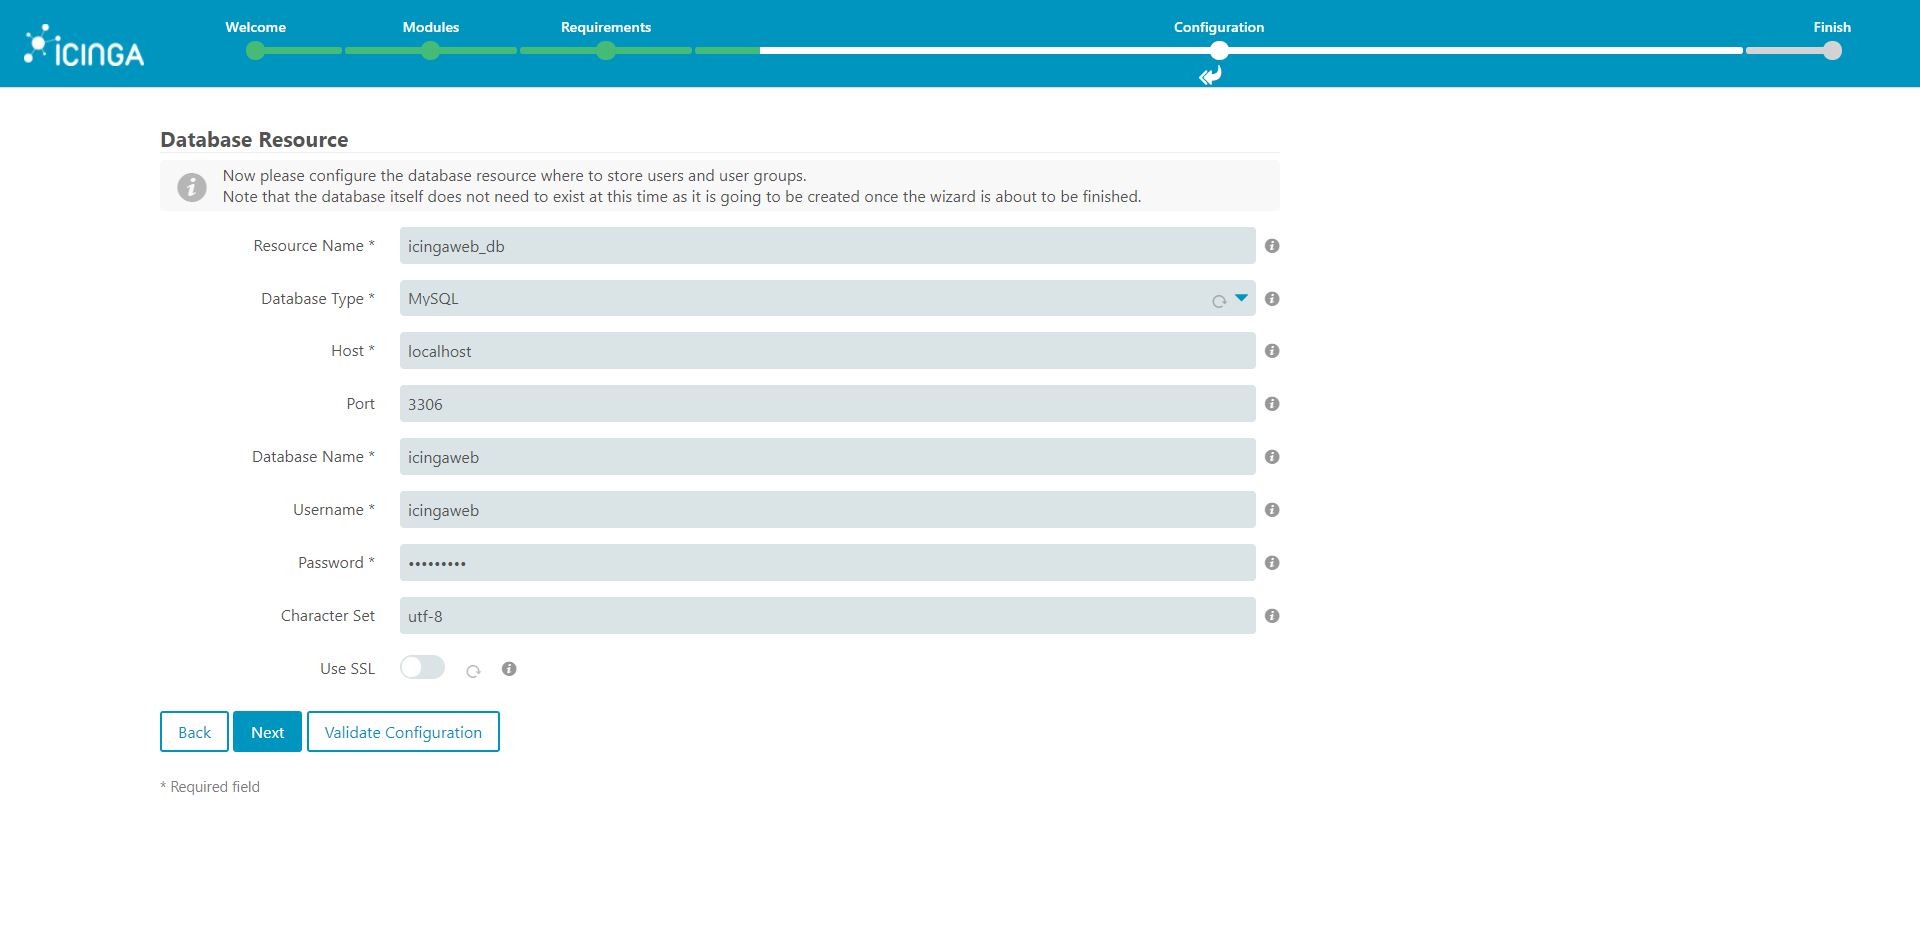 Welcome
Modules
Requirements
Configuration
Finish
ICINGA
Database Resource
Now please configure the database resource where to store users and user groups.
Note that the database itself does not need to exist at this time as it is going to be created once the wizard is about to be finished.
Resource Name * icingaweb_db
Database Type * MySQL
Host * localhost
Port 3306
Database Name * icingaweb
Username * icingaweb
Password * •••••••••
Character Set utf-8
Use SSL
Back Next Validate Configuration
* Required field